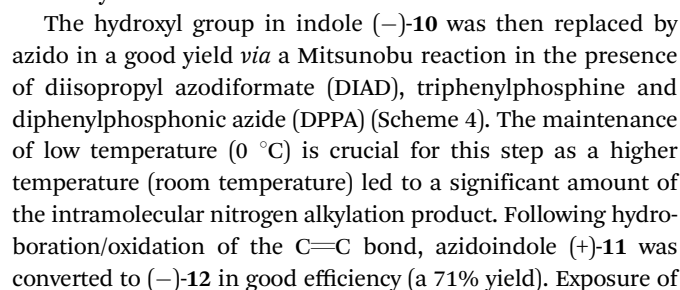 The hydroxyl group in indole (−)-10 was then replaced by
azido in a good yield via a Mitsunobu reaction in the presence
of diisopropyl azodiformate (DIAD), triphenylphosphine and
diphenylphosphonic azide (DPPA) (Scheme 4). The maintenance
of low temperature (0 °C) is crucial for this step as a higher
temperature (room temperature) led to a significant amount of
the intramolecular nitrogen alkylation product. Following hydro-
boration/oxidation of the C=C bond, azidoindole (+)-11 was
converted to (−)-12 in good efficiency (a 71% yield). Exposure of